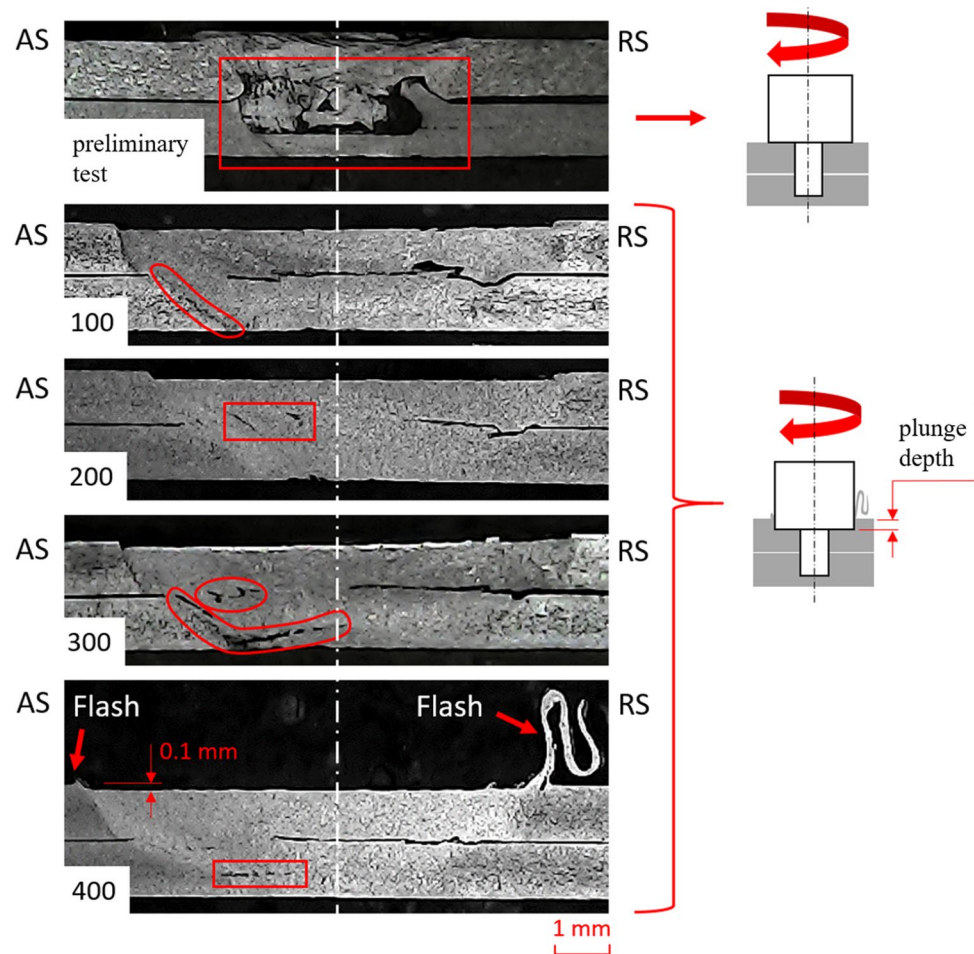 AS
RS
preliminary
test
AS
RS
100
AS
RS
200
AS
RS
300
AS
RS
Flash
Flash
0.1 mm
400
1 mm
plunge
depth